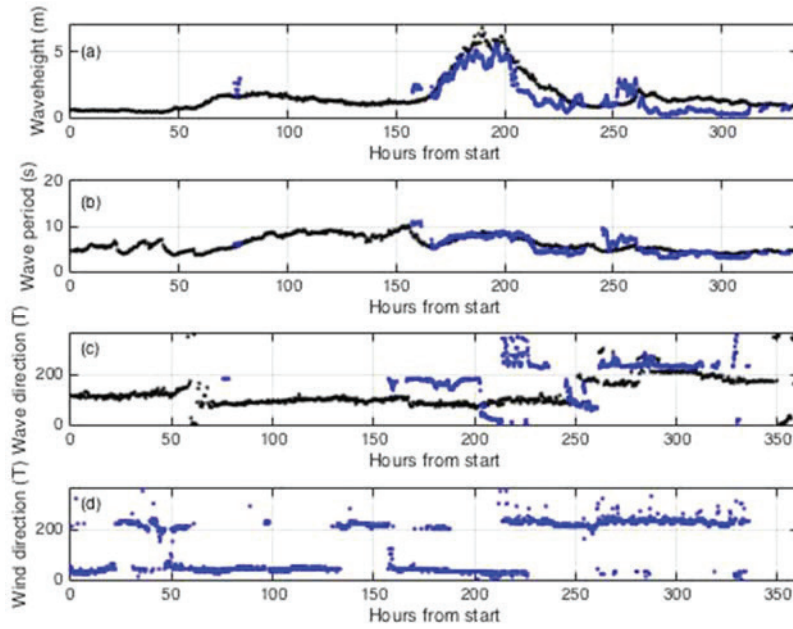 Waveheight (m)
(a)
5
0
0 50 100 150 200 250 300
Hours from start
Wave period (s)
(b)
20
10
0
0 50 100 150 200 250 300
Hours from start
Wave direction (T)
(c)
200
0
0 50 100 150 200 250 300 350
Hours from start
Wind direction (T)
(d)
200
0
0 50 100 150 200 250 300 350
Hours from start